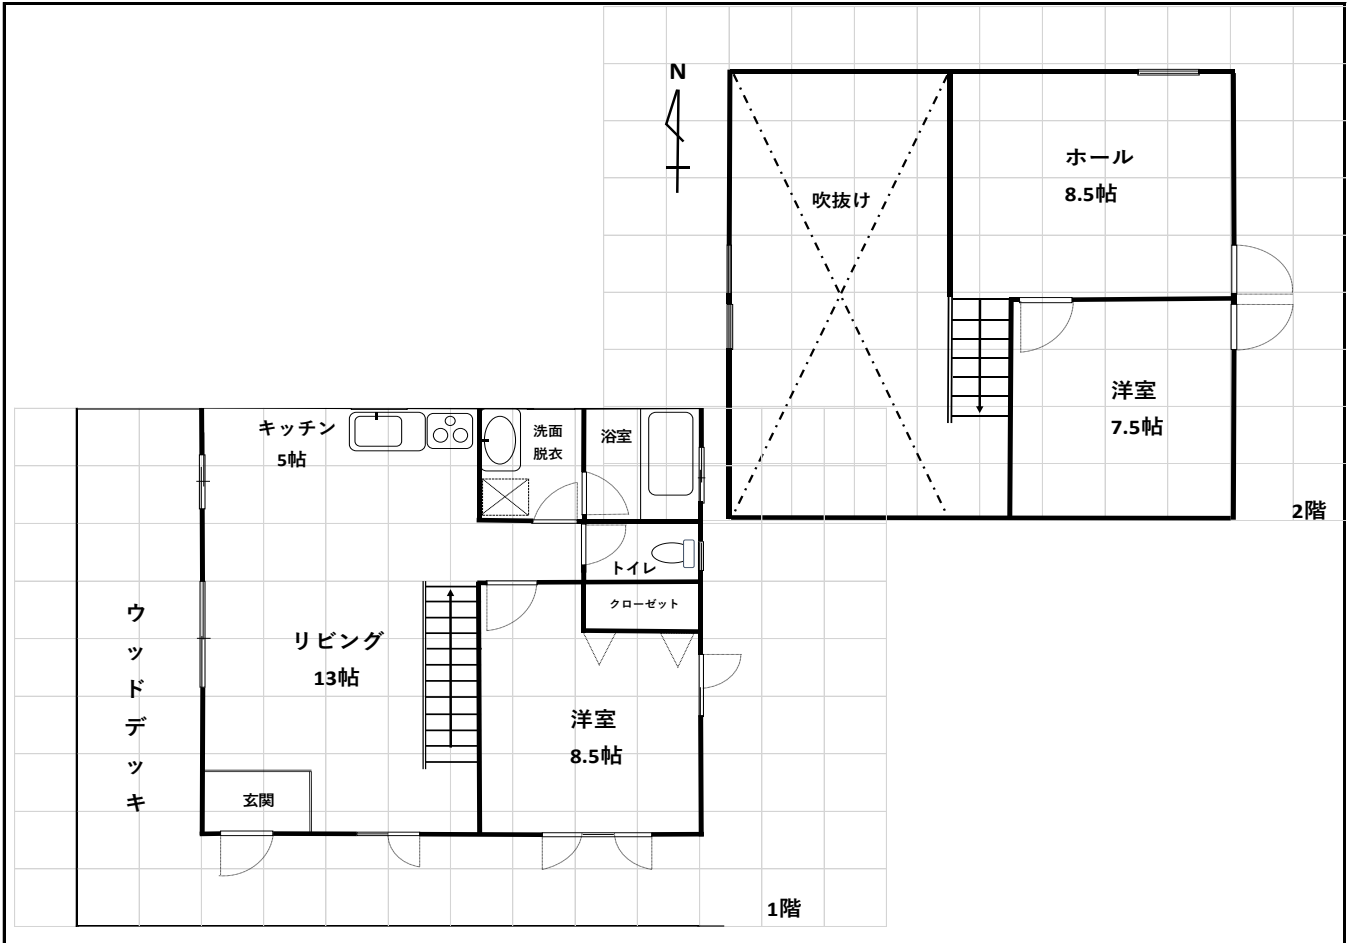 N
ホール
8.5帖
吹抜け
洋室
7.5帖
2階
キッチン
5帖
洗面
脱衣
浴室
トイレ
クローゼット
ウッドデッキ
リビング
13帖
洋室
8.5帖
玄関
1階